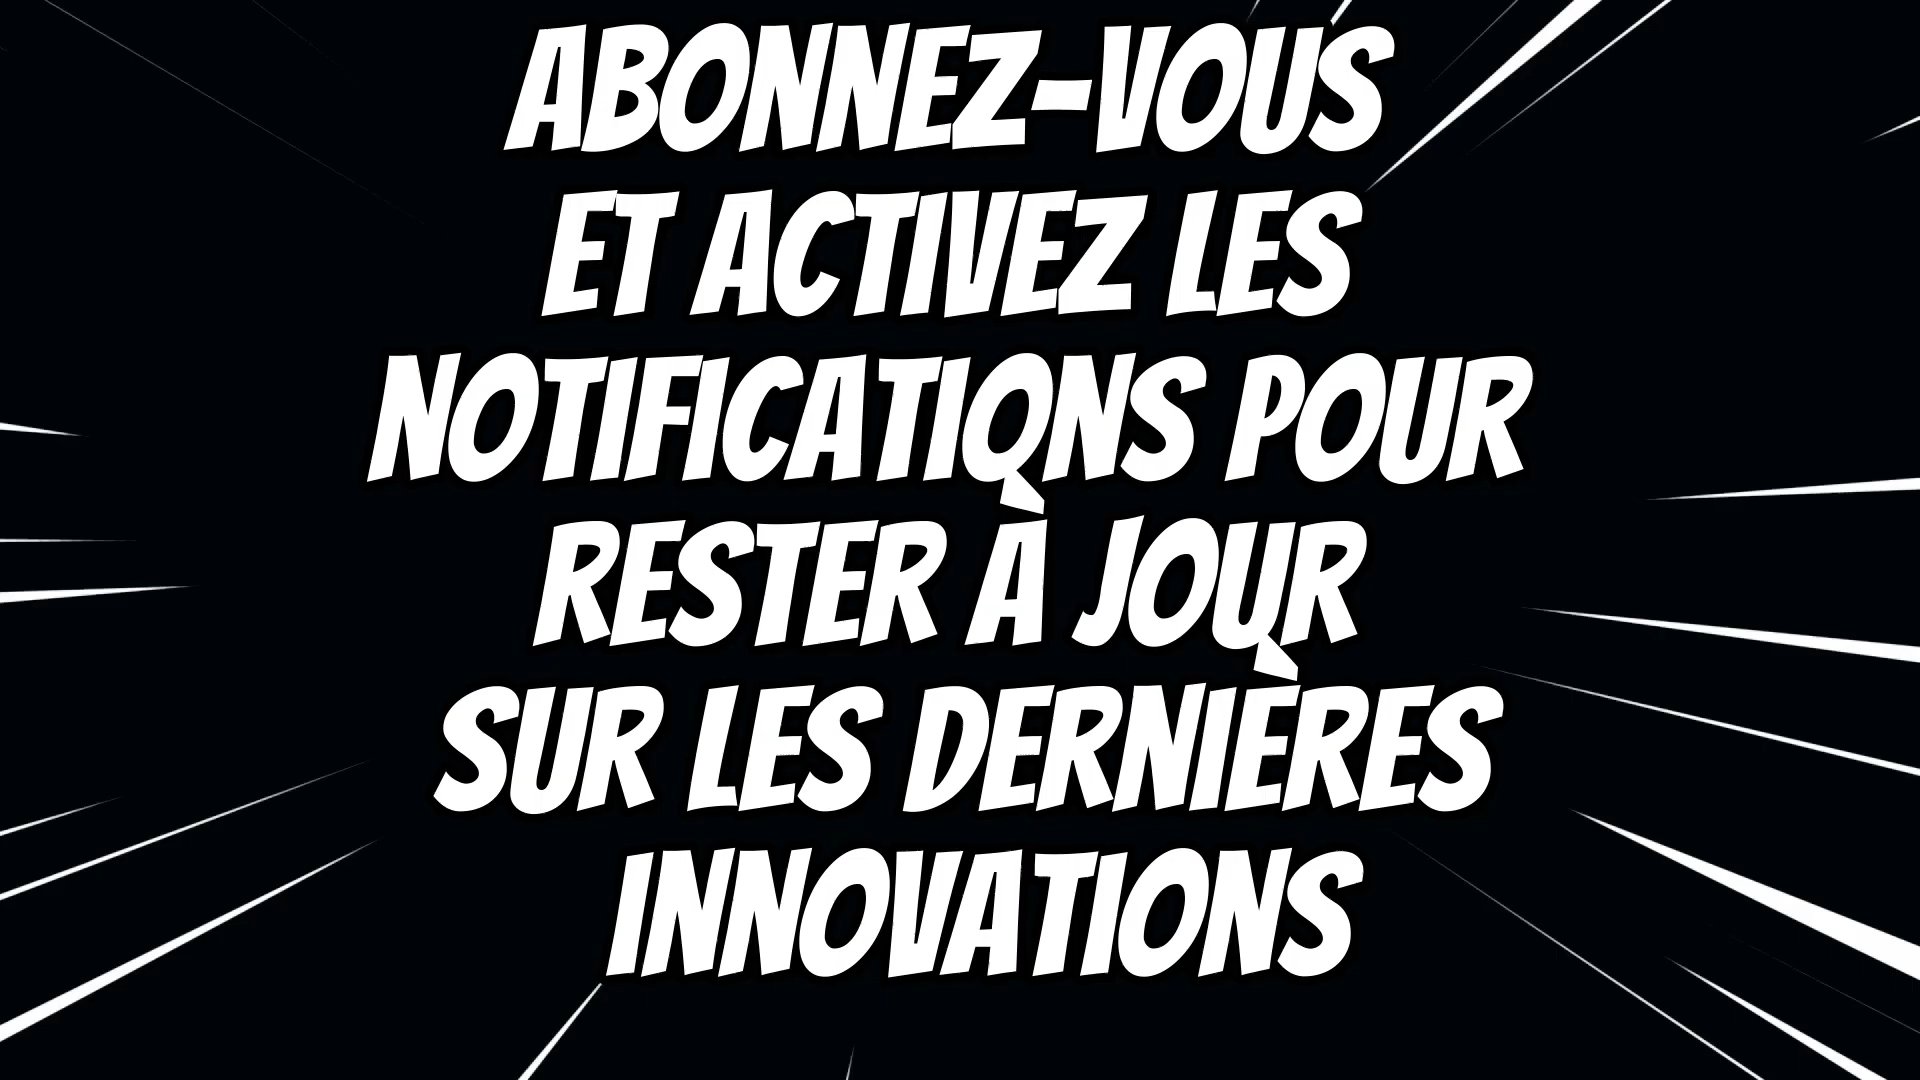 ABONNEZ-VOUS
ET ACTIVEZ LES
NOTIFICATIONS POUR
RESTER À JOUR
SUR LES DERNIÈRES
INNOVATIONS